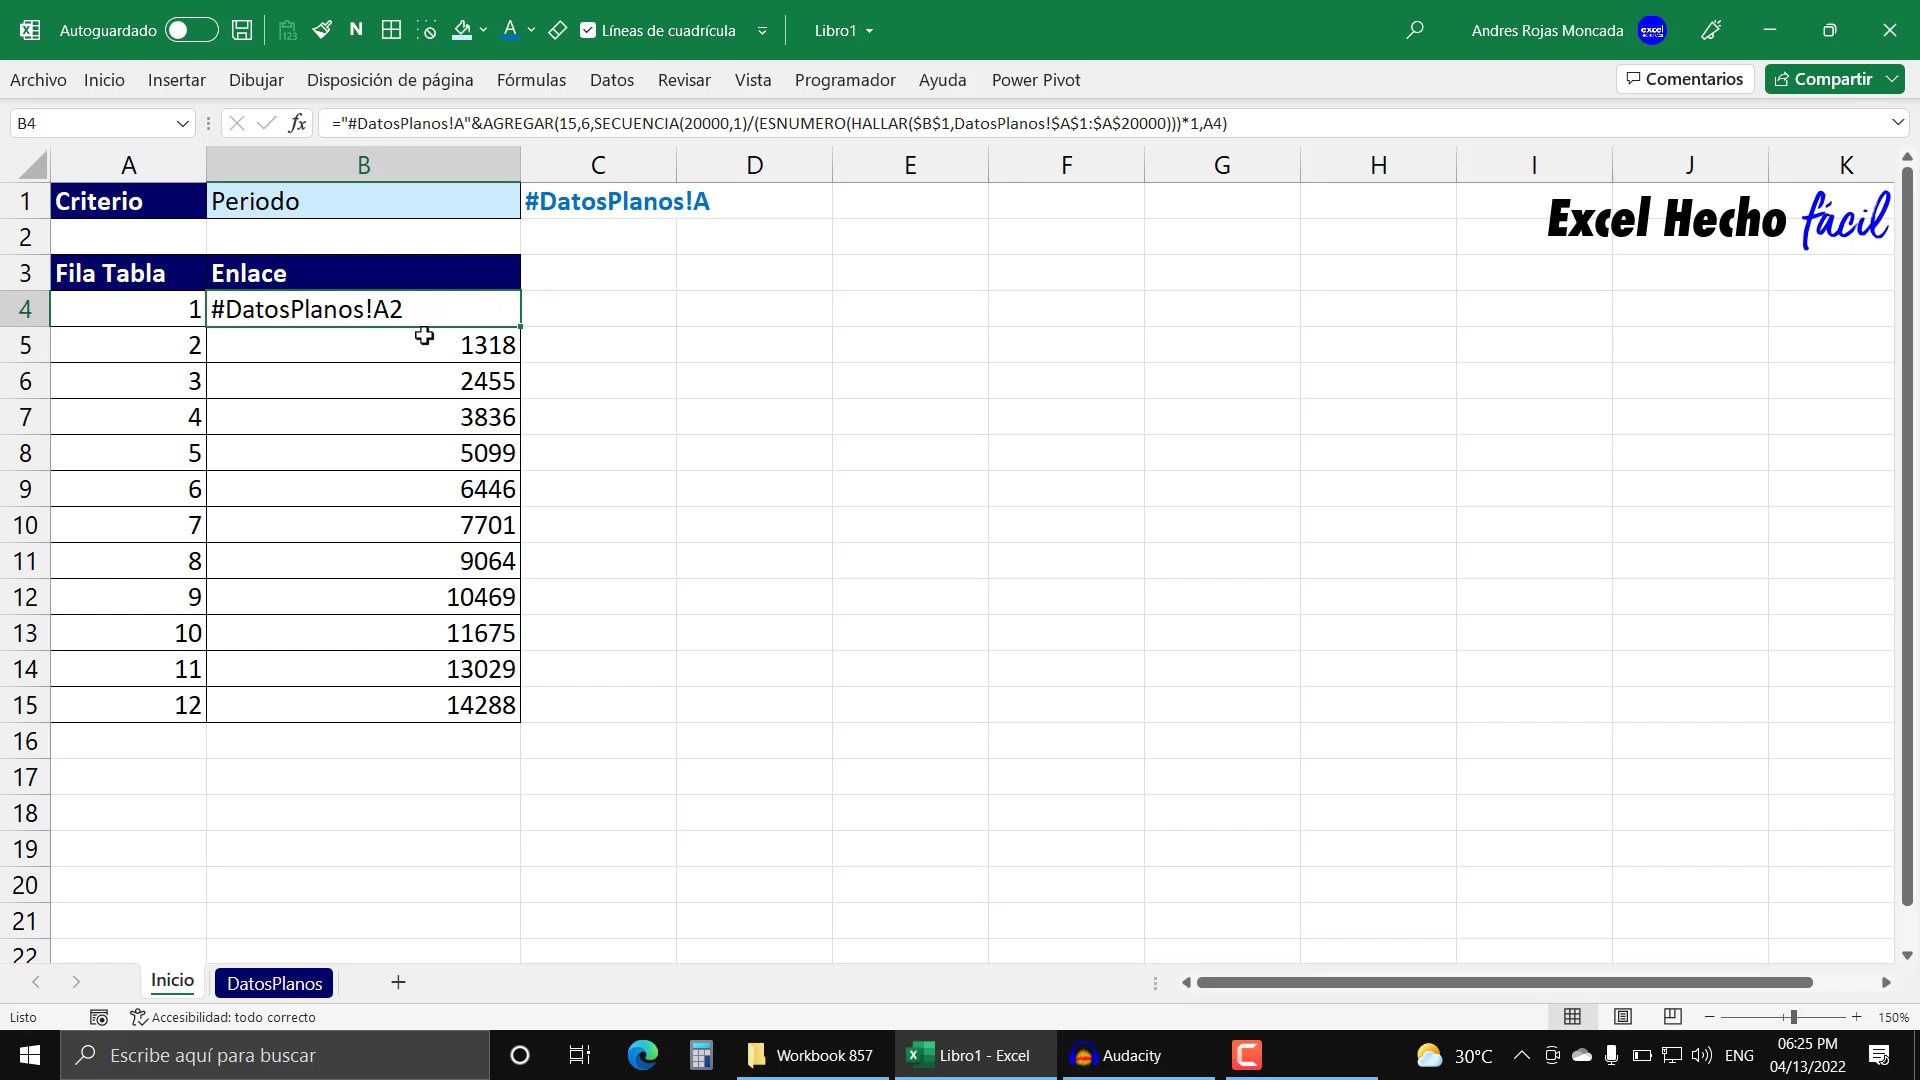 Autoguardado
N
A
Líneas de cuadrícula
Libro1
Andres Rojas Moncada
Archivo Inicio Insertar Dibujar Disposición de página Fórmulas Datos Revisar Vista Programador Ayuda Power Pivot
Comentarios
Compartir
B4
fx
="#DatosPlanos!A"&AGREGAR(15,6,SECUENCIA(20000,1)/(ESNUMERO(HALLAR($B$1,DatosPlanos!$A$1:$A$20000)))*1,A4)
A B C D E F G H I J K
1 Criterio Periodo #DatosPlanos!A
Excel Hecho fácil
2
3 Fila Tabla Enlace
4 1 #DatosPlanos!A2
5 2 1318
6 3 2455
7 4 3836
8 5 5099
9 6 6446
10 7 7701
11 8 9064
12 9 10469
13 10 11675
14 11 13029
15 12 14288
16
17
18
19
20
21
22
Inicio DatosPlanos
Listo
Accesibilidad: todo correcto
150%
Escribe aquí para buscar
Workbook 857
Libro1 - Excel
Audacity
30°C
ENG
06:25 PM
04/13/2022